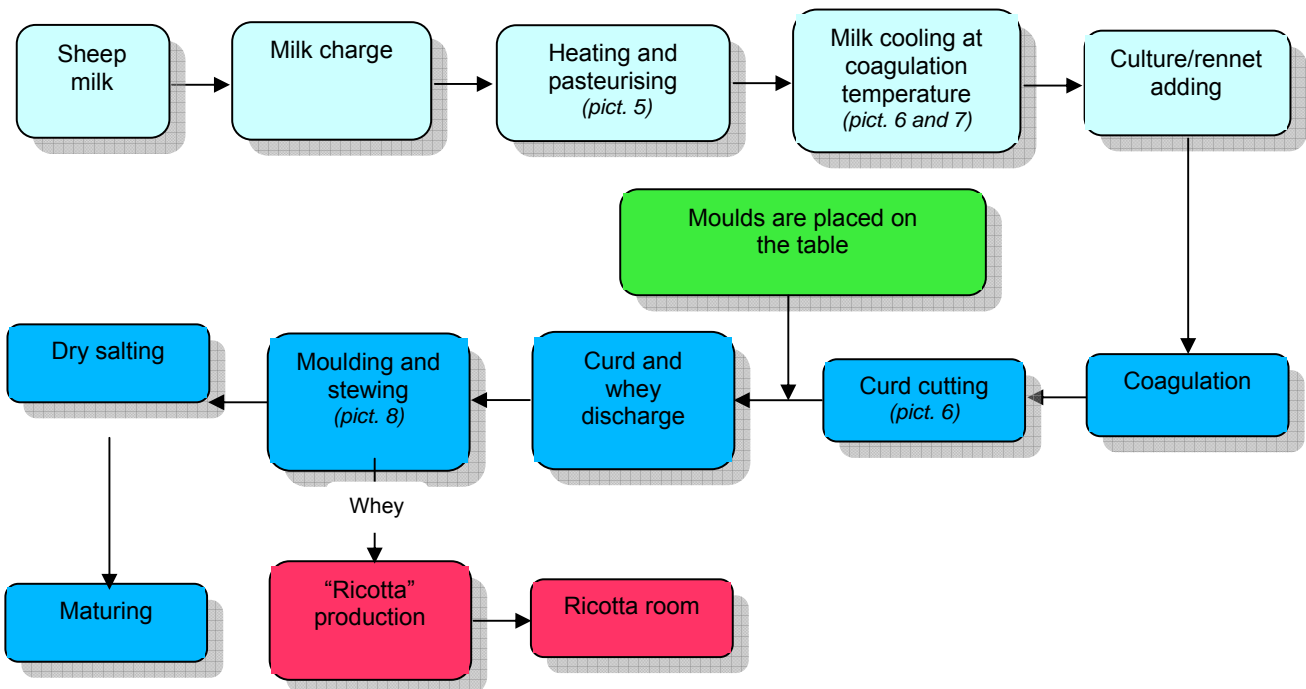 Sheep
milk
Milk charge
Heating and
pasteurising
(pict. 5)
Milk cooling at
coagulation
temperature
(pict. 6 and 7)
Culture/rennet
adding
Moulds are placed on
the table
Dry salting
Moulding and
stewing
(pict. 8)
Curd and
whey
discharge
Curd cutting
(pict. 6)
Coagulation
Whey
Maturing
“Ricotta”
production
Ricotta room